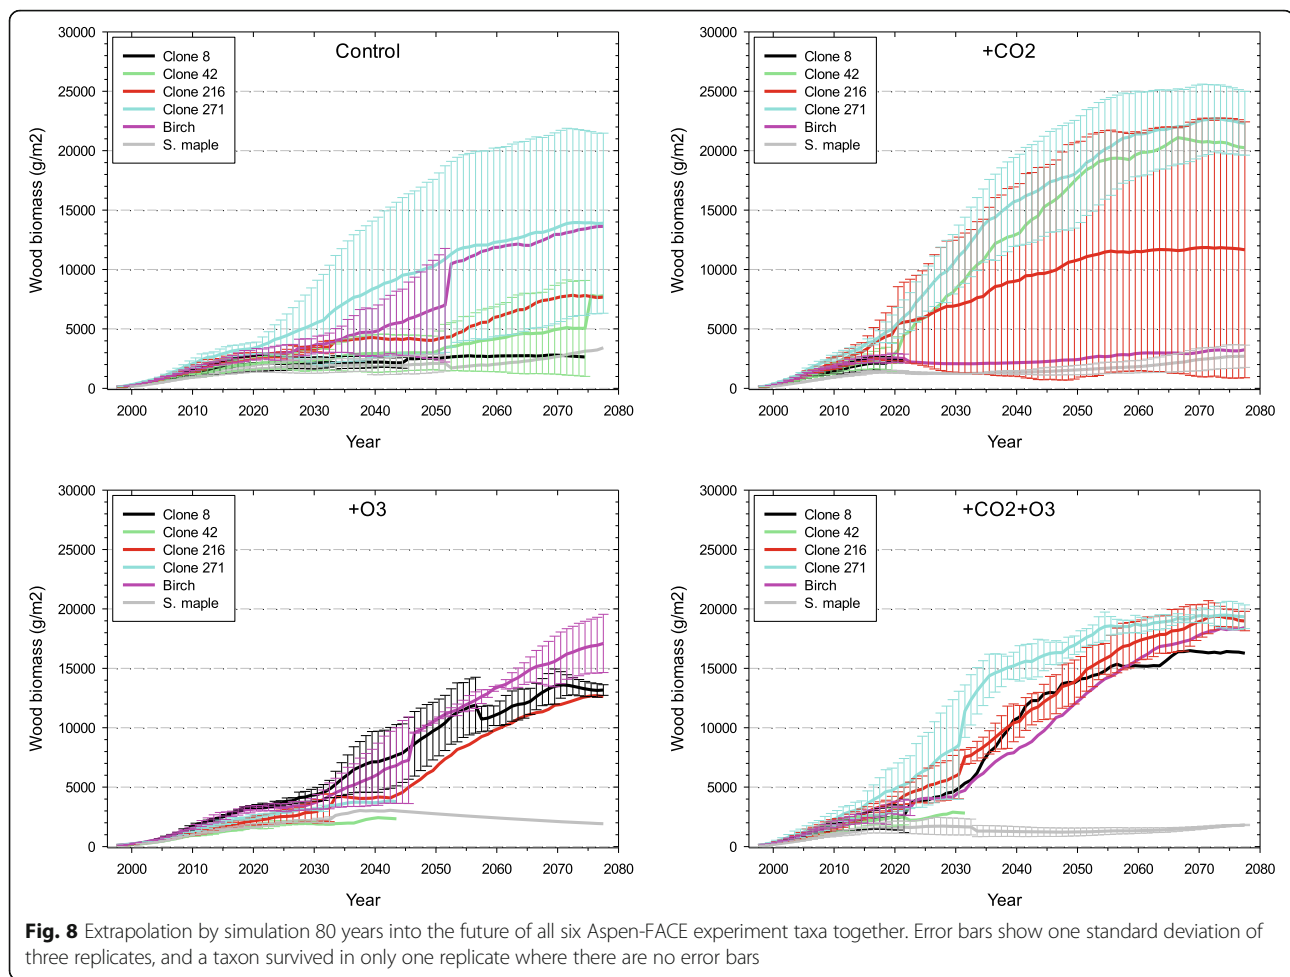 Control
Clone 8
Clone 42
Clone 216
Clone 271
Birch
S. maple
Wood biomass (g/m2)
30000
25000
20000
15000
10000
5000
0
2000 2010 2020 2030 2040 2050 2060 2070 2080
Year
+CO2
Clone 8
Clone 42
Clone 216
Clone 271
Birch
S. maple
Wood biomass (g/m2)
30000
25000
20000
15000
10000
5000
0
2000 2010 2020 2030 2040 2050 2060 2070 2080
Year
+O3
Clone 8
Clone 42
Clone 216
Clone 271
Birch
S. maple
Wood biomass (g/m2)
30000
25000
20000
15000
10000
5000
0
2000 2010 2020 2030 2040 2050 2060 2070 2080
Year
+CO2+O3
Clone 8
Clone 42
Clone 216
Clone 271
Birch
S. maple
Wood biomass (g/m2)
30000
25000
20000
15000
10000
5000
0
2000 2010 2020 2030 2040 2050 2060 2070 2080
Year
Fig. 8 Extrapolation by simulation 80 years into the future of all six Aspen-FACE experiment taxa together. Error bars show one standard deviation of
three replicates, and a taxon survived in only one replicate where there are no error bars